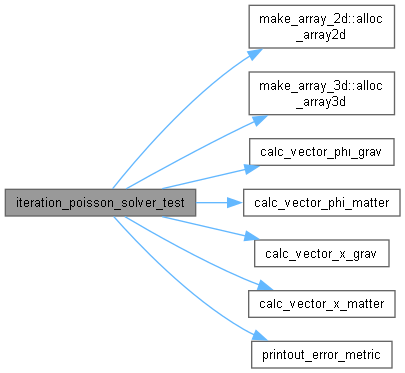 make_array_2d::alloc
_array2d
make_array_3d::alloc
_array3d
calc_vector_phi_grav
iteration_poisson_solver_test
calc_vector_phi_matter
calc_vector_x_grav
calc_vector_x_matter
printout_error_metric